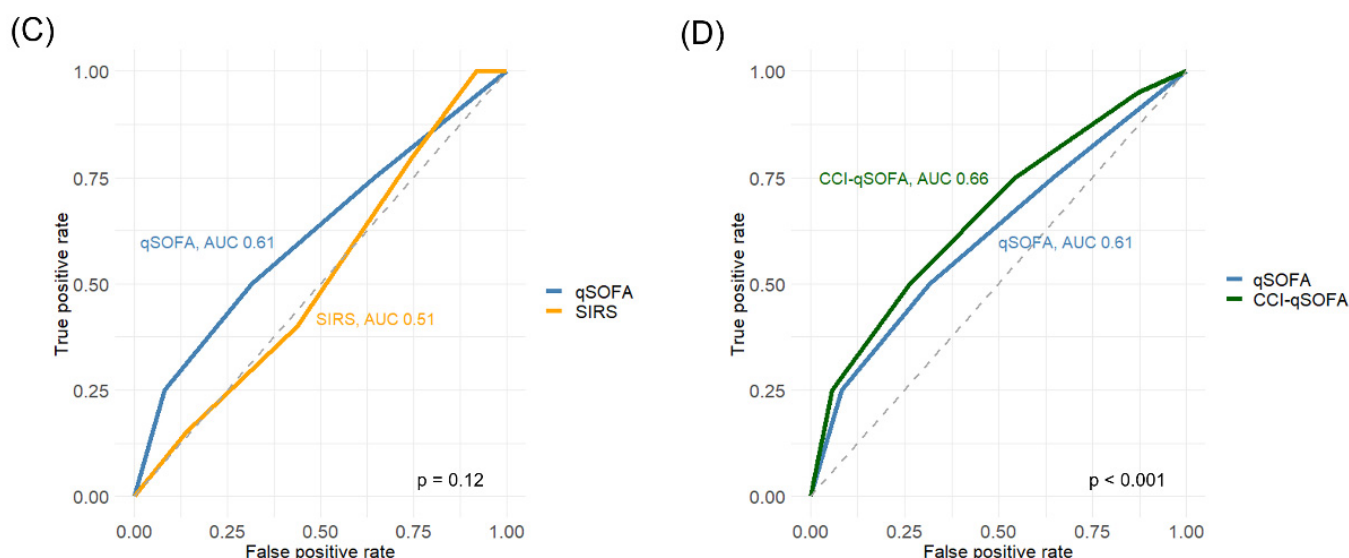 (C)
1.00
0.75
0.50
0.25
0.00
True positive rate
qSOFA, AUC 0.61
SIRS, AUC 0.51
p = 0.12
0.00 0.25 0.50 0.75 1.00
False positive rate
qSOFA
SIRS
(D)
1.00
0.75
0.50
0.25
0.00
True positive rate
CCI-qSOFA, AUC 0.66
qSOFA, AUC 0.61
p < 0.001
0.00 0.25 0.50 0.75 1.00
False positive rate
qSOFA
CCI-qSOFA